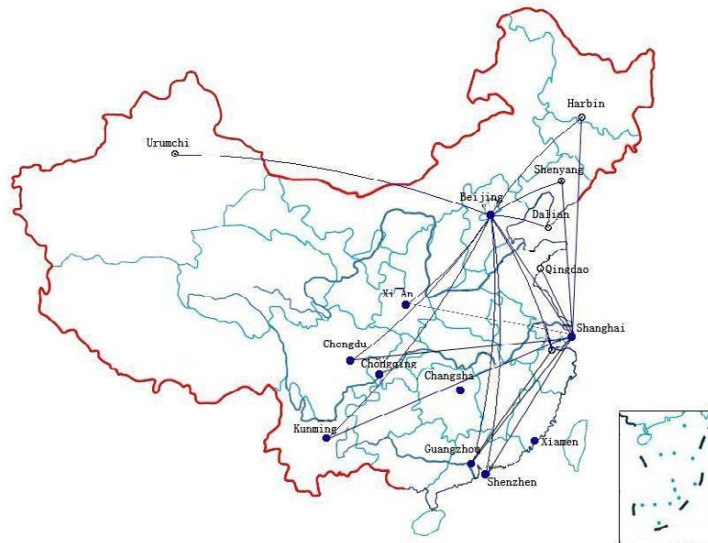 Harbin
Urumchi
Shenyang
Beijing
Dalian
Qingdao
Xi An
Shanghai
Chongdu
Chongqing
Changsha
Kunming
Guangzhou
Xiamen
Shenzhen